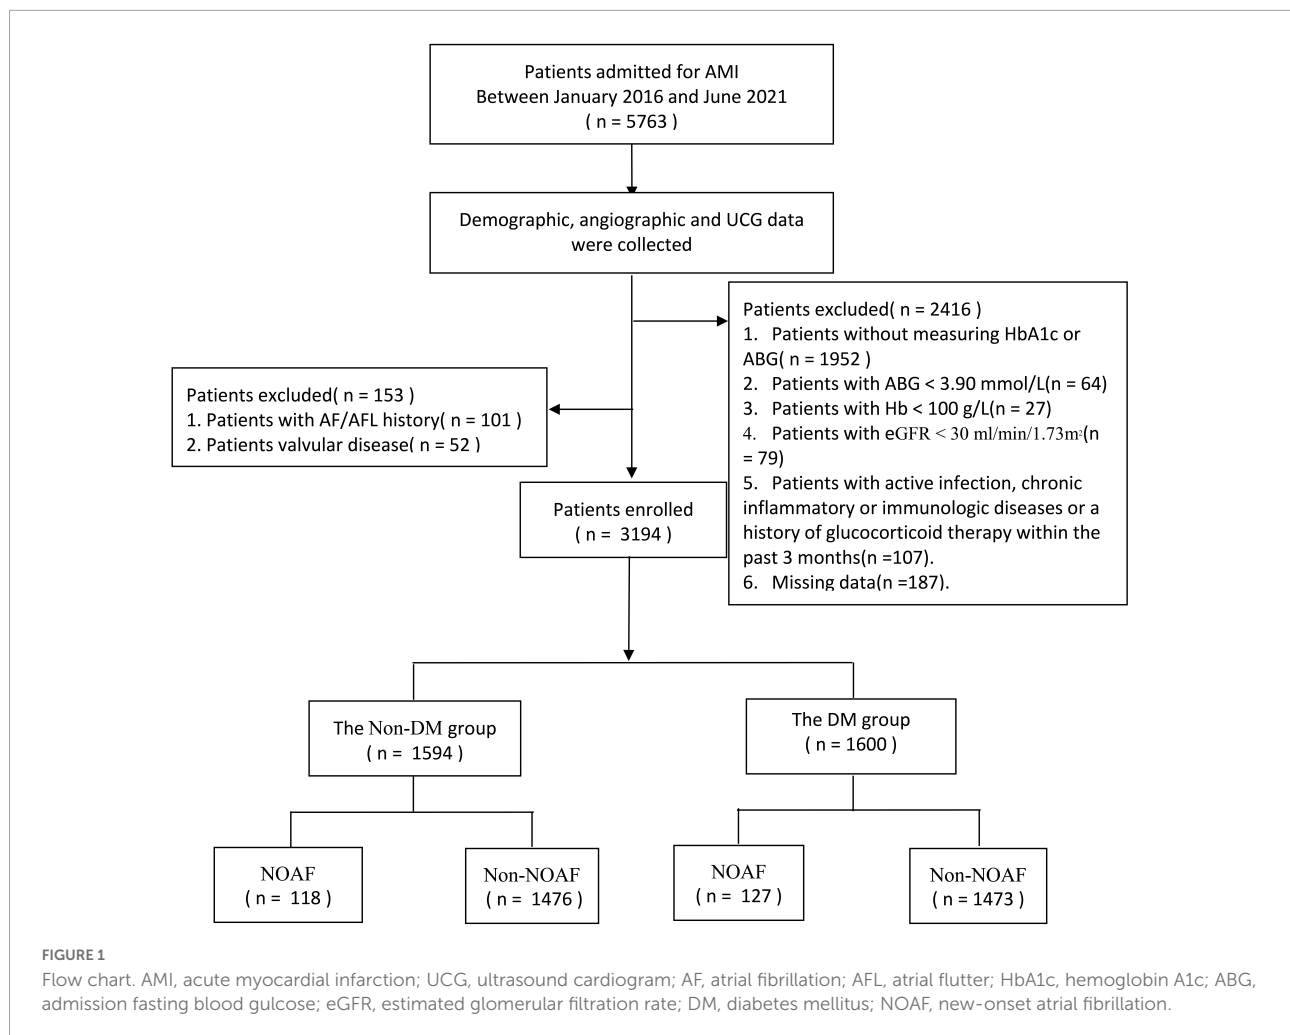 Patients admitted for AMI
Between January 2016 and June 2021
( n = 5763 )
Demographic, angiographic and UCG data
were collected
Patients excluded( n = 2416 )
1. Patients without measuring HbA1c or
ABG( n = 1952 )
2. Patients with ABG < 3.90 mmol/L(n = 64)
3. Patients with Hb < 100 g/L(n = 27)
4. Patients with eGFR < 30 ml/min/1.73m²(n
= 79)
5. Patients with active infection, chronic
inflammatory or immunologic diseases or a
history of glucocorticoid therapy within the
past 3 months(n =107).
6. Missing data(n =187).
Patients excluded( n = 153 )
1. Patients with AF/AFL history( n = 101 )
2. Patients valvular disease( n = 52 )
Patients enrolled
( n = 3194 )
The Non-DM group
( n = 1594 )
The DM group
( n = 1600 )
NOAF
( n = 118 )
Non-NOAF
( n = 1476 )
NOAF
( n = 127 )
Non-NOAF
( n = 1473 )
FIGURE 1
Flow chart. AMI, acute myocardial infarction; UCG, ultrasound cardiogram; AF, atrial fibrillation; AFL, atrial flutter; HbA1c, hemoglobin A1c; ABG,
admission fasting blood gulcose; eGFR, estimated glomerular filtration rate; DM, diabetes mellitus; NOAF, new-onset atrial fibrillation.